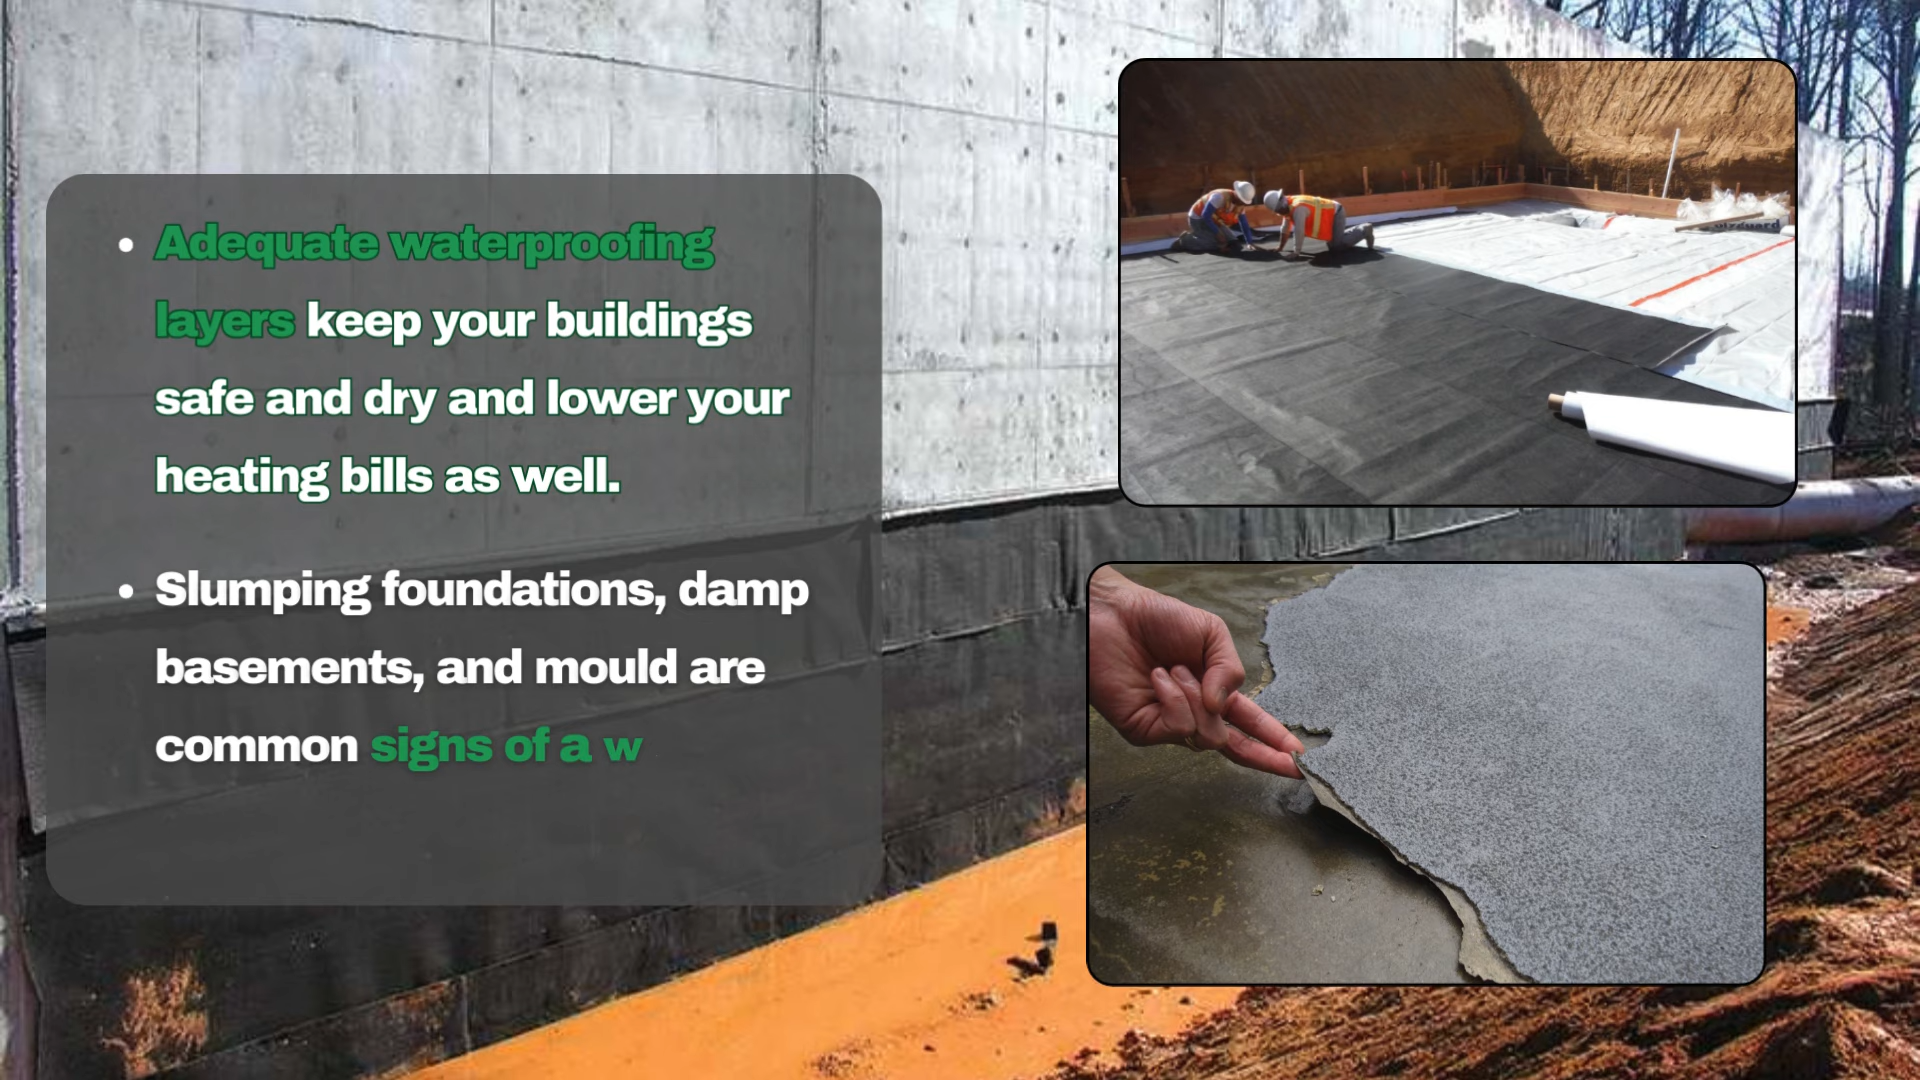 Adequate waterproofing
layers keep your buildings
safe and dry and lower your
heating bills as well.
Slumping foundations, damp
basements, and mould are
common signs of a w